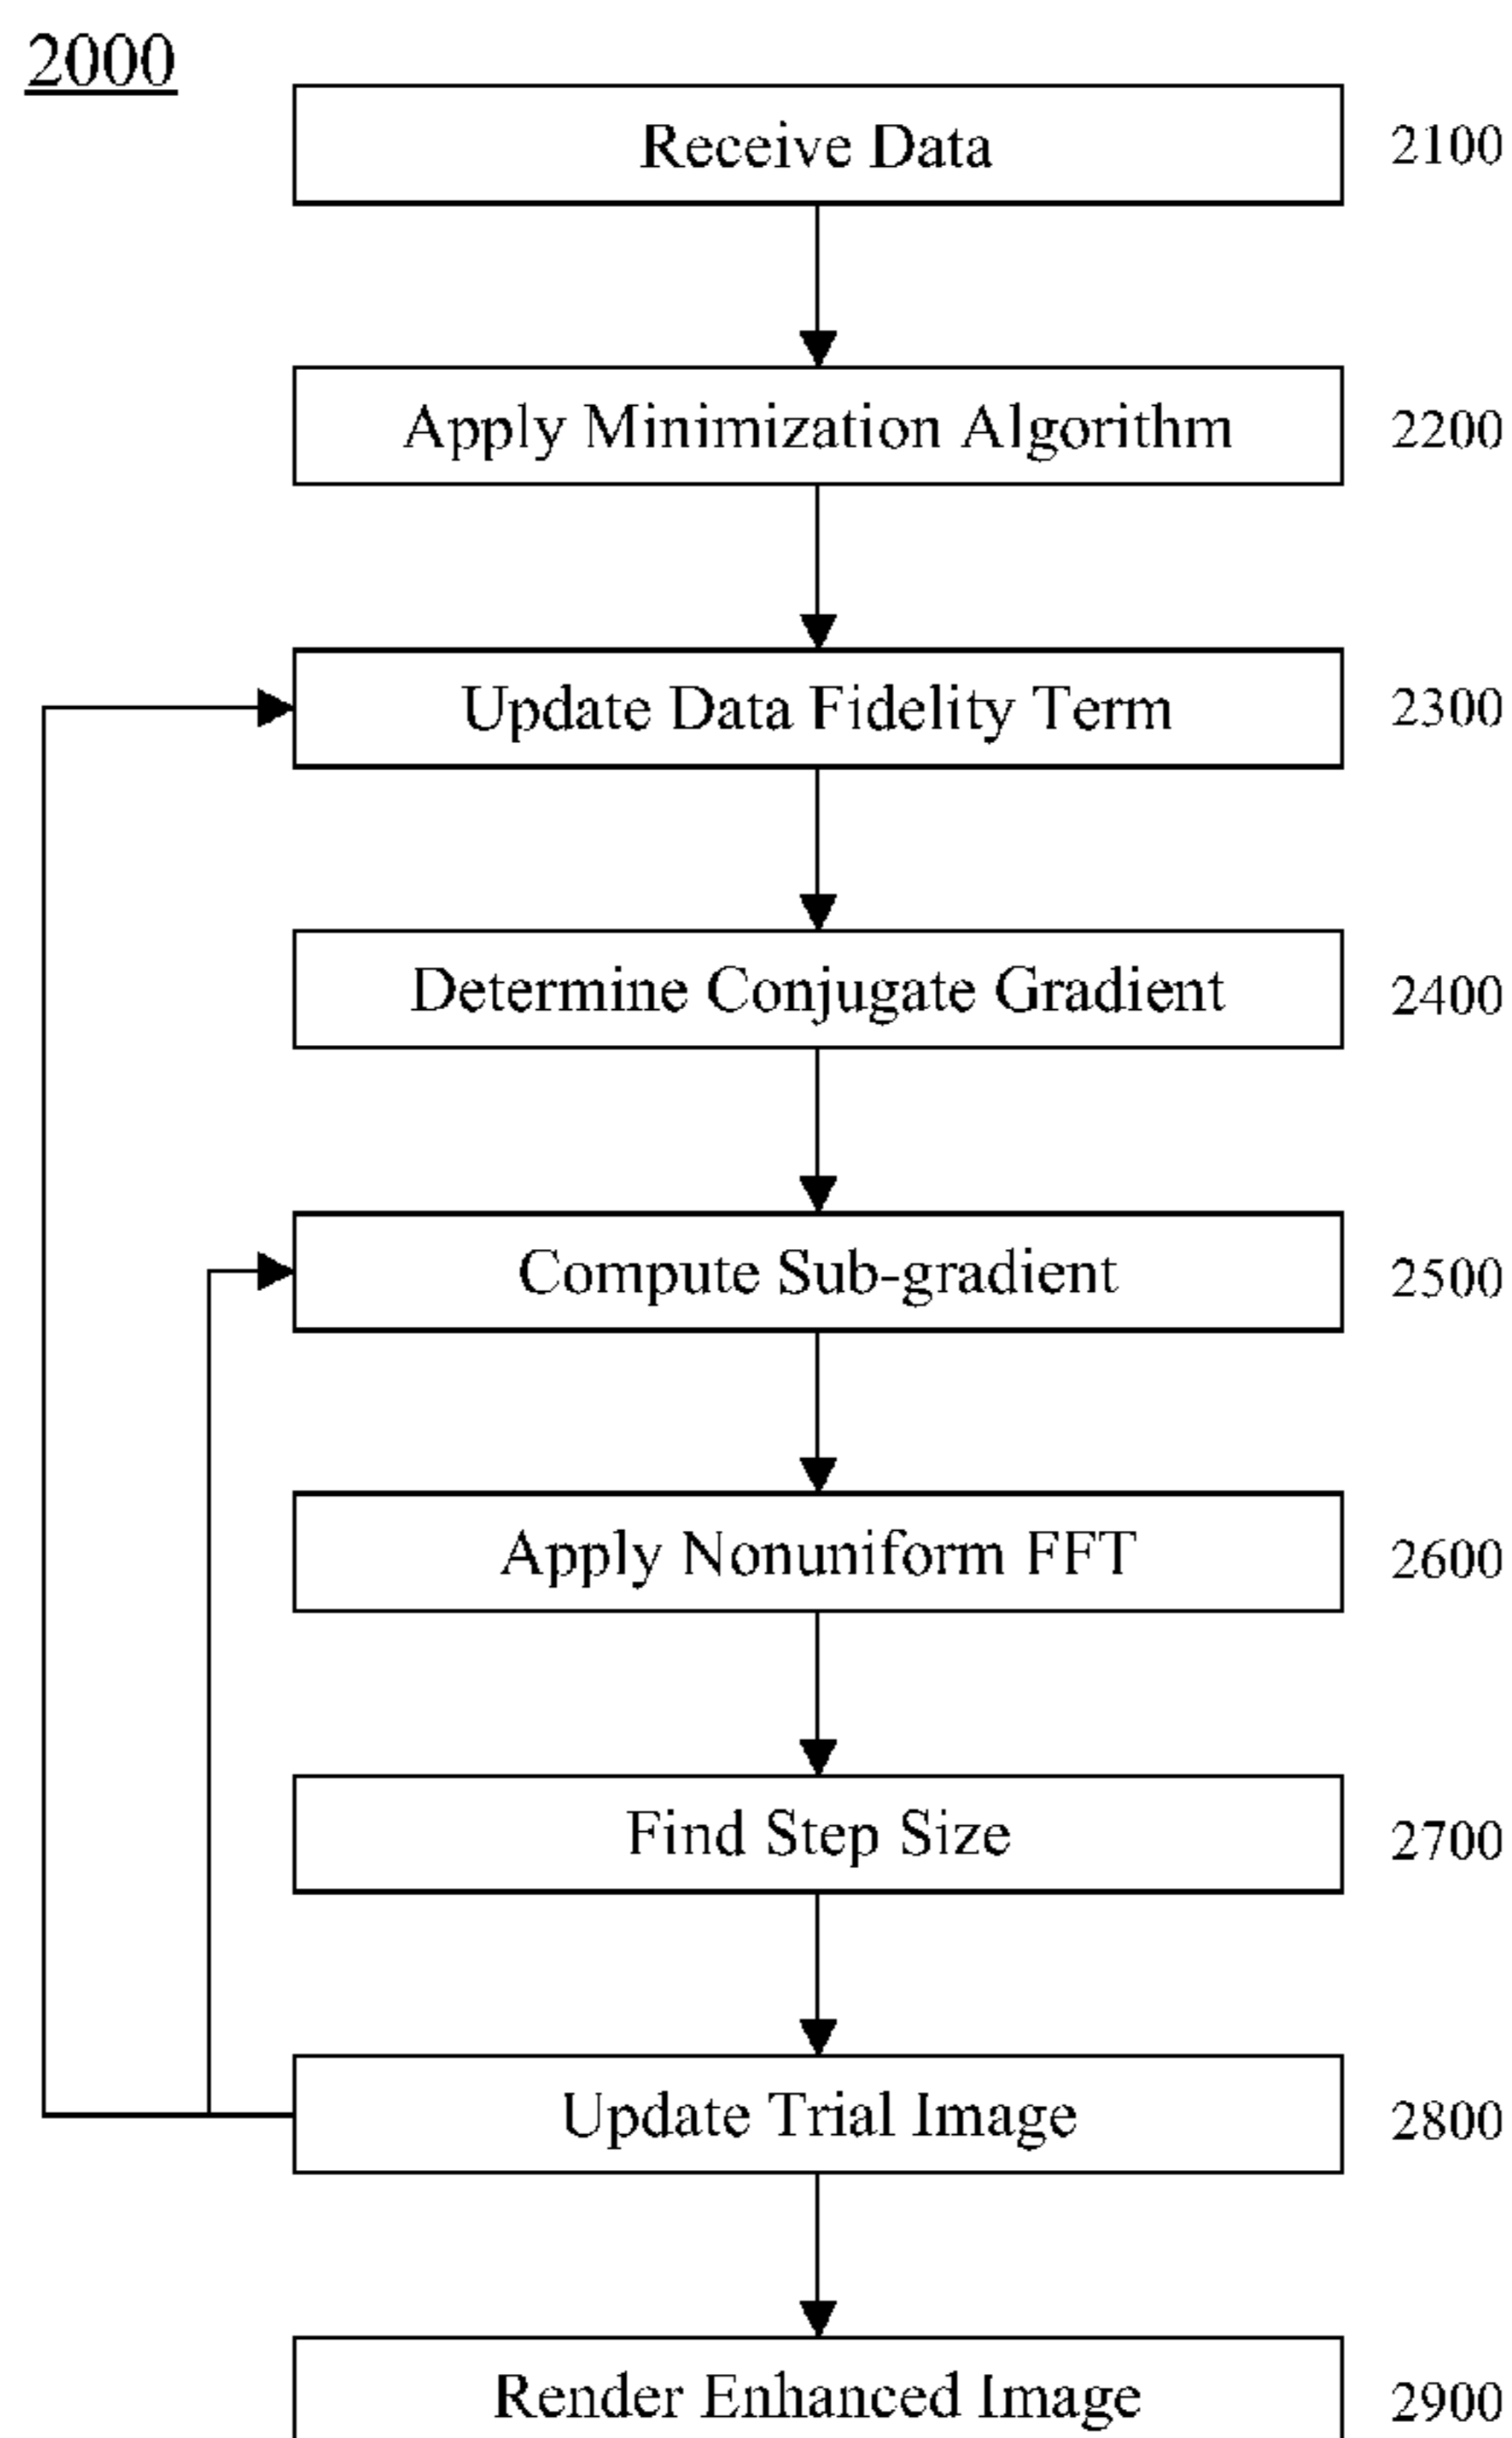 2000
Receive Data 2100
Apply Minimization Algorithm 2200
Update Data Fidelity Term 2300
Determine Conjugate Gradient 2400
Compute Sub-gradient 2500
Apply Nonuniform FFT 2600
Find Step Size 2700
Update Trial Image 2800
Render Enhanced Image 2900